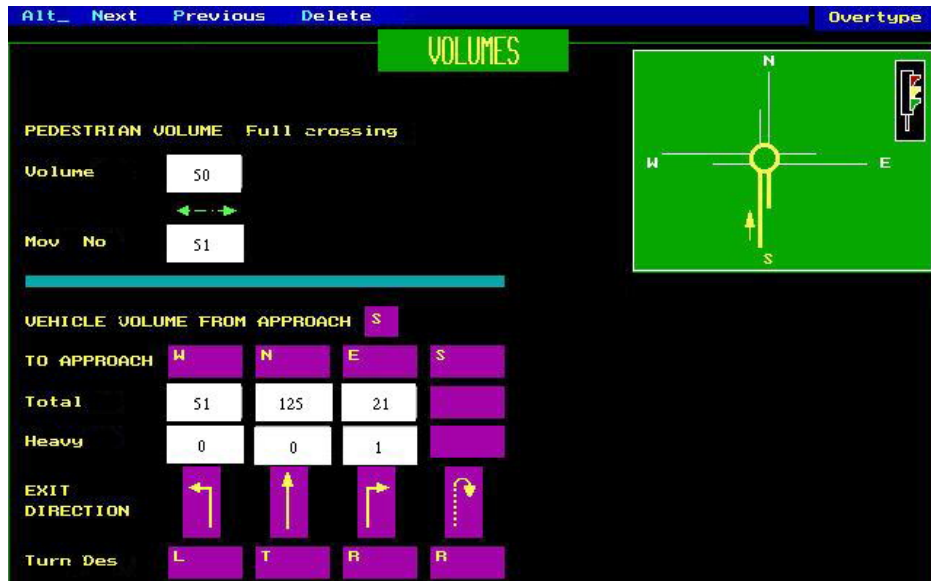 Alt_ Next Previous Delete Overtype
VOLUMES
N
W E
S
PEDESTRIAN VOLUME Full crossing
Volume 50
Mov No 51
VEHICLE VOLUME FROM APPROACH S
TO APPROACH W N E S
Total 51 125 21
Heavy 0 0 1
EXIT
DIRECTION
Turn Des L T R R